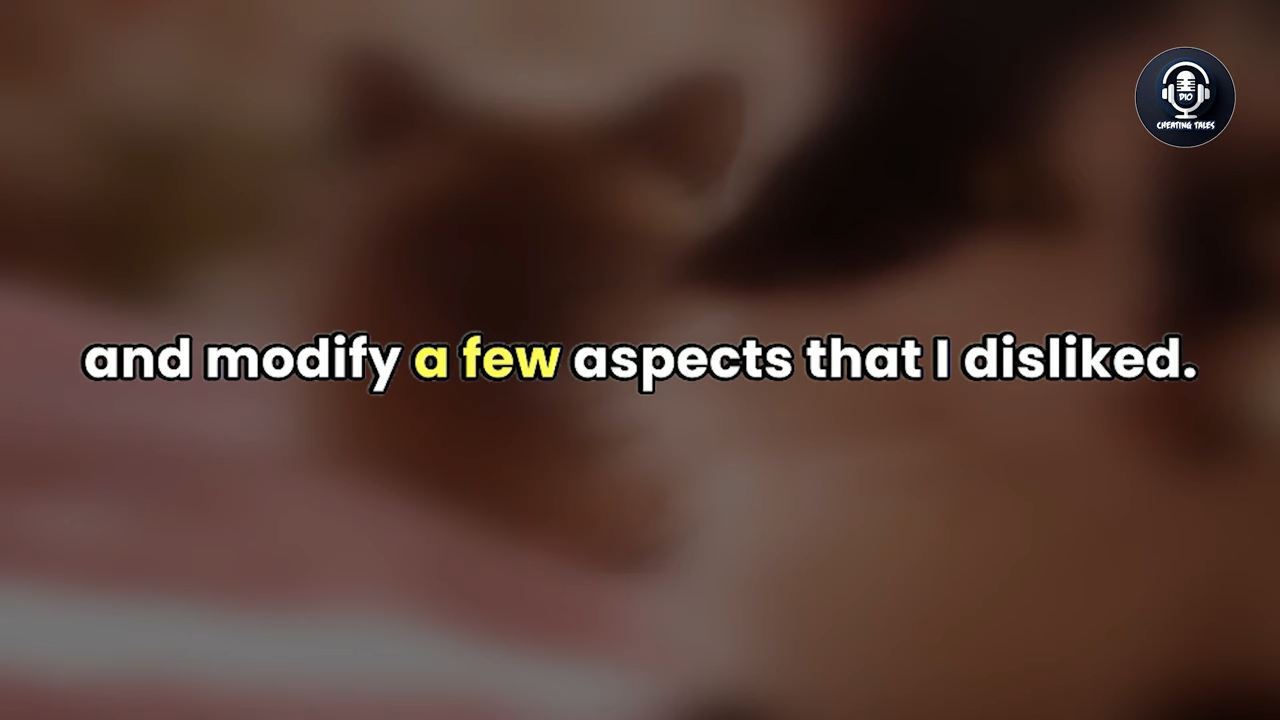 DIO
CHEATING TALES
and modify a few aspects that I disliked.